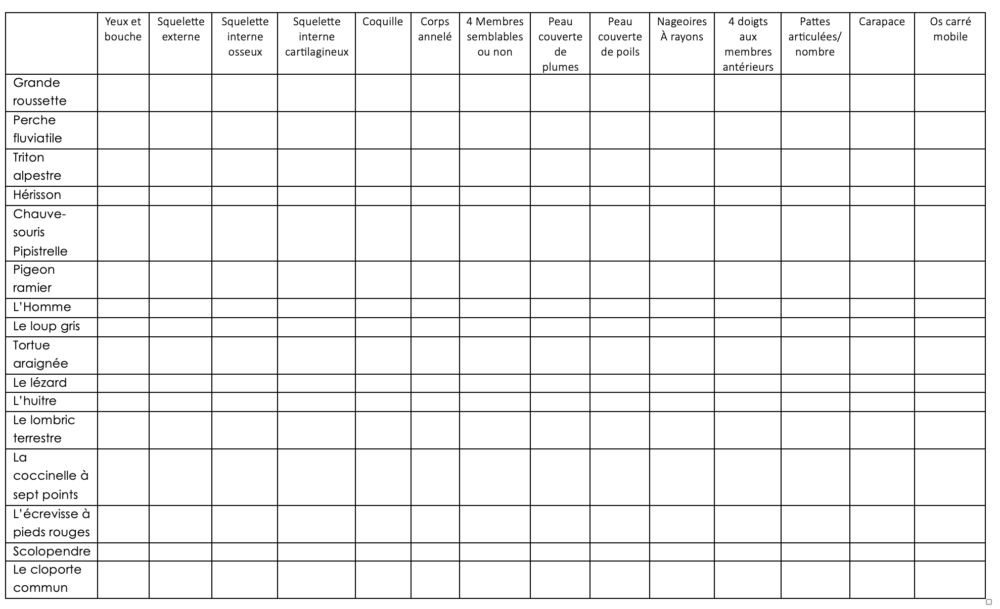 Yeux et
bouche
Squelette
externe
Squelette
interne
osseux
Squelette
interne
cartilagineux
Coquille
Corps
annelé
4 Membres
semblables
ou non
Peau
couverte
de
plumes
Peau
couverte
de poils
Nageoires
À rayons
4 doigts
aux
membres
antérieurs
Pattes
articulées/
nombre
Carapace
Os carré
mobile
Grande
roussette
Perche
fluviatile
Triton
alpestre
Hérisson
Chauve-
souris
Pipistrelle
Pigeon
ramier
L’Homme
Le loup gris
Tortue
araignée
Le lézard
L’huitre
Le lombric
terrestre
La
coccinelle à
sept points
L’écrevisse à
pieds rouges
Scolopendre
Le cloporte
commun